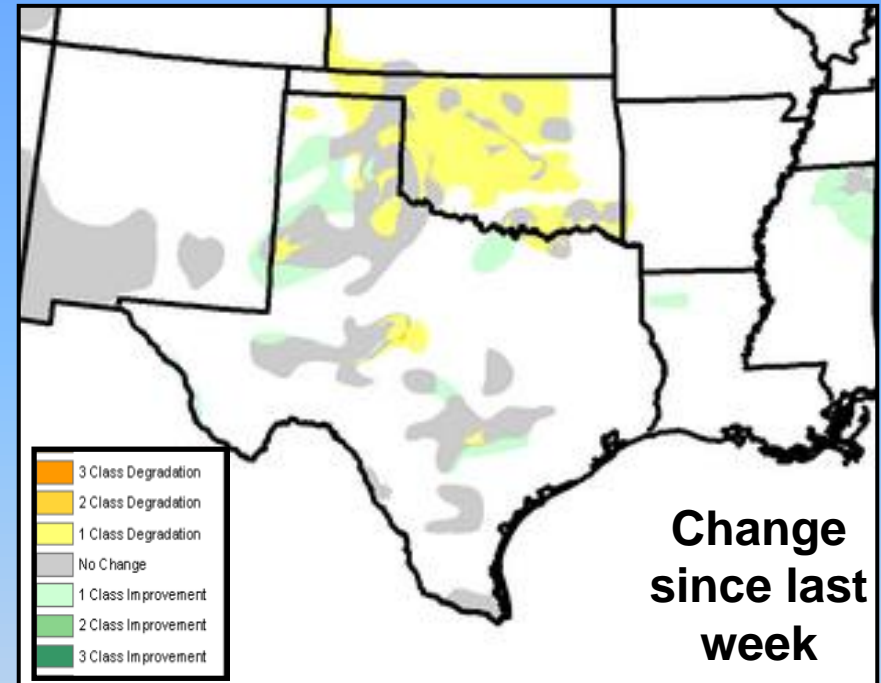 3 Class Degradation
2 Class Degradation
1 Class Degradation
No Change
1 Class Improvement
2 Class Improvement
3 Class Improvement
Change
since last
week